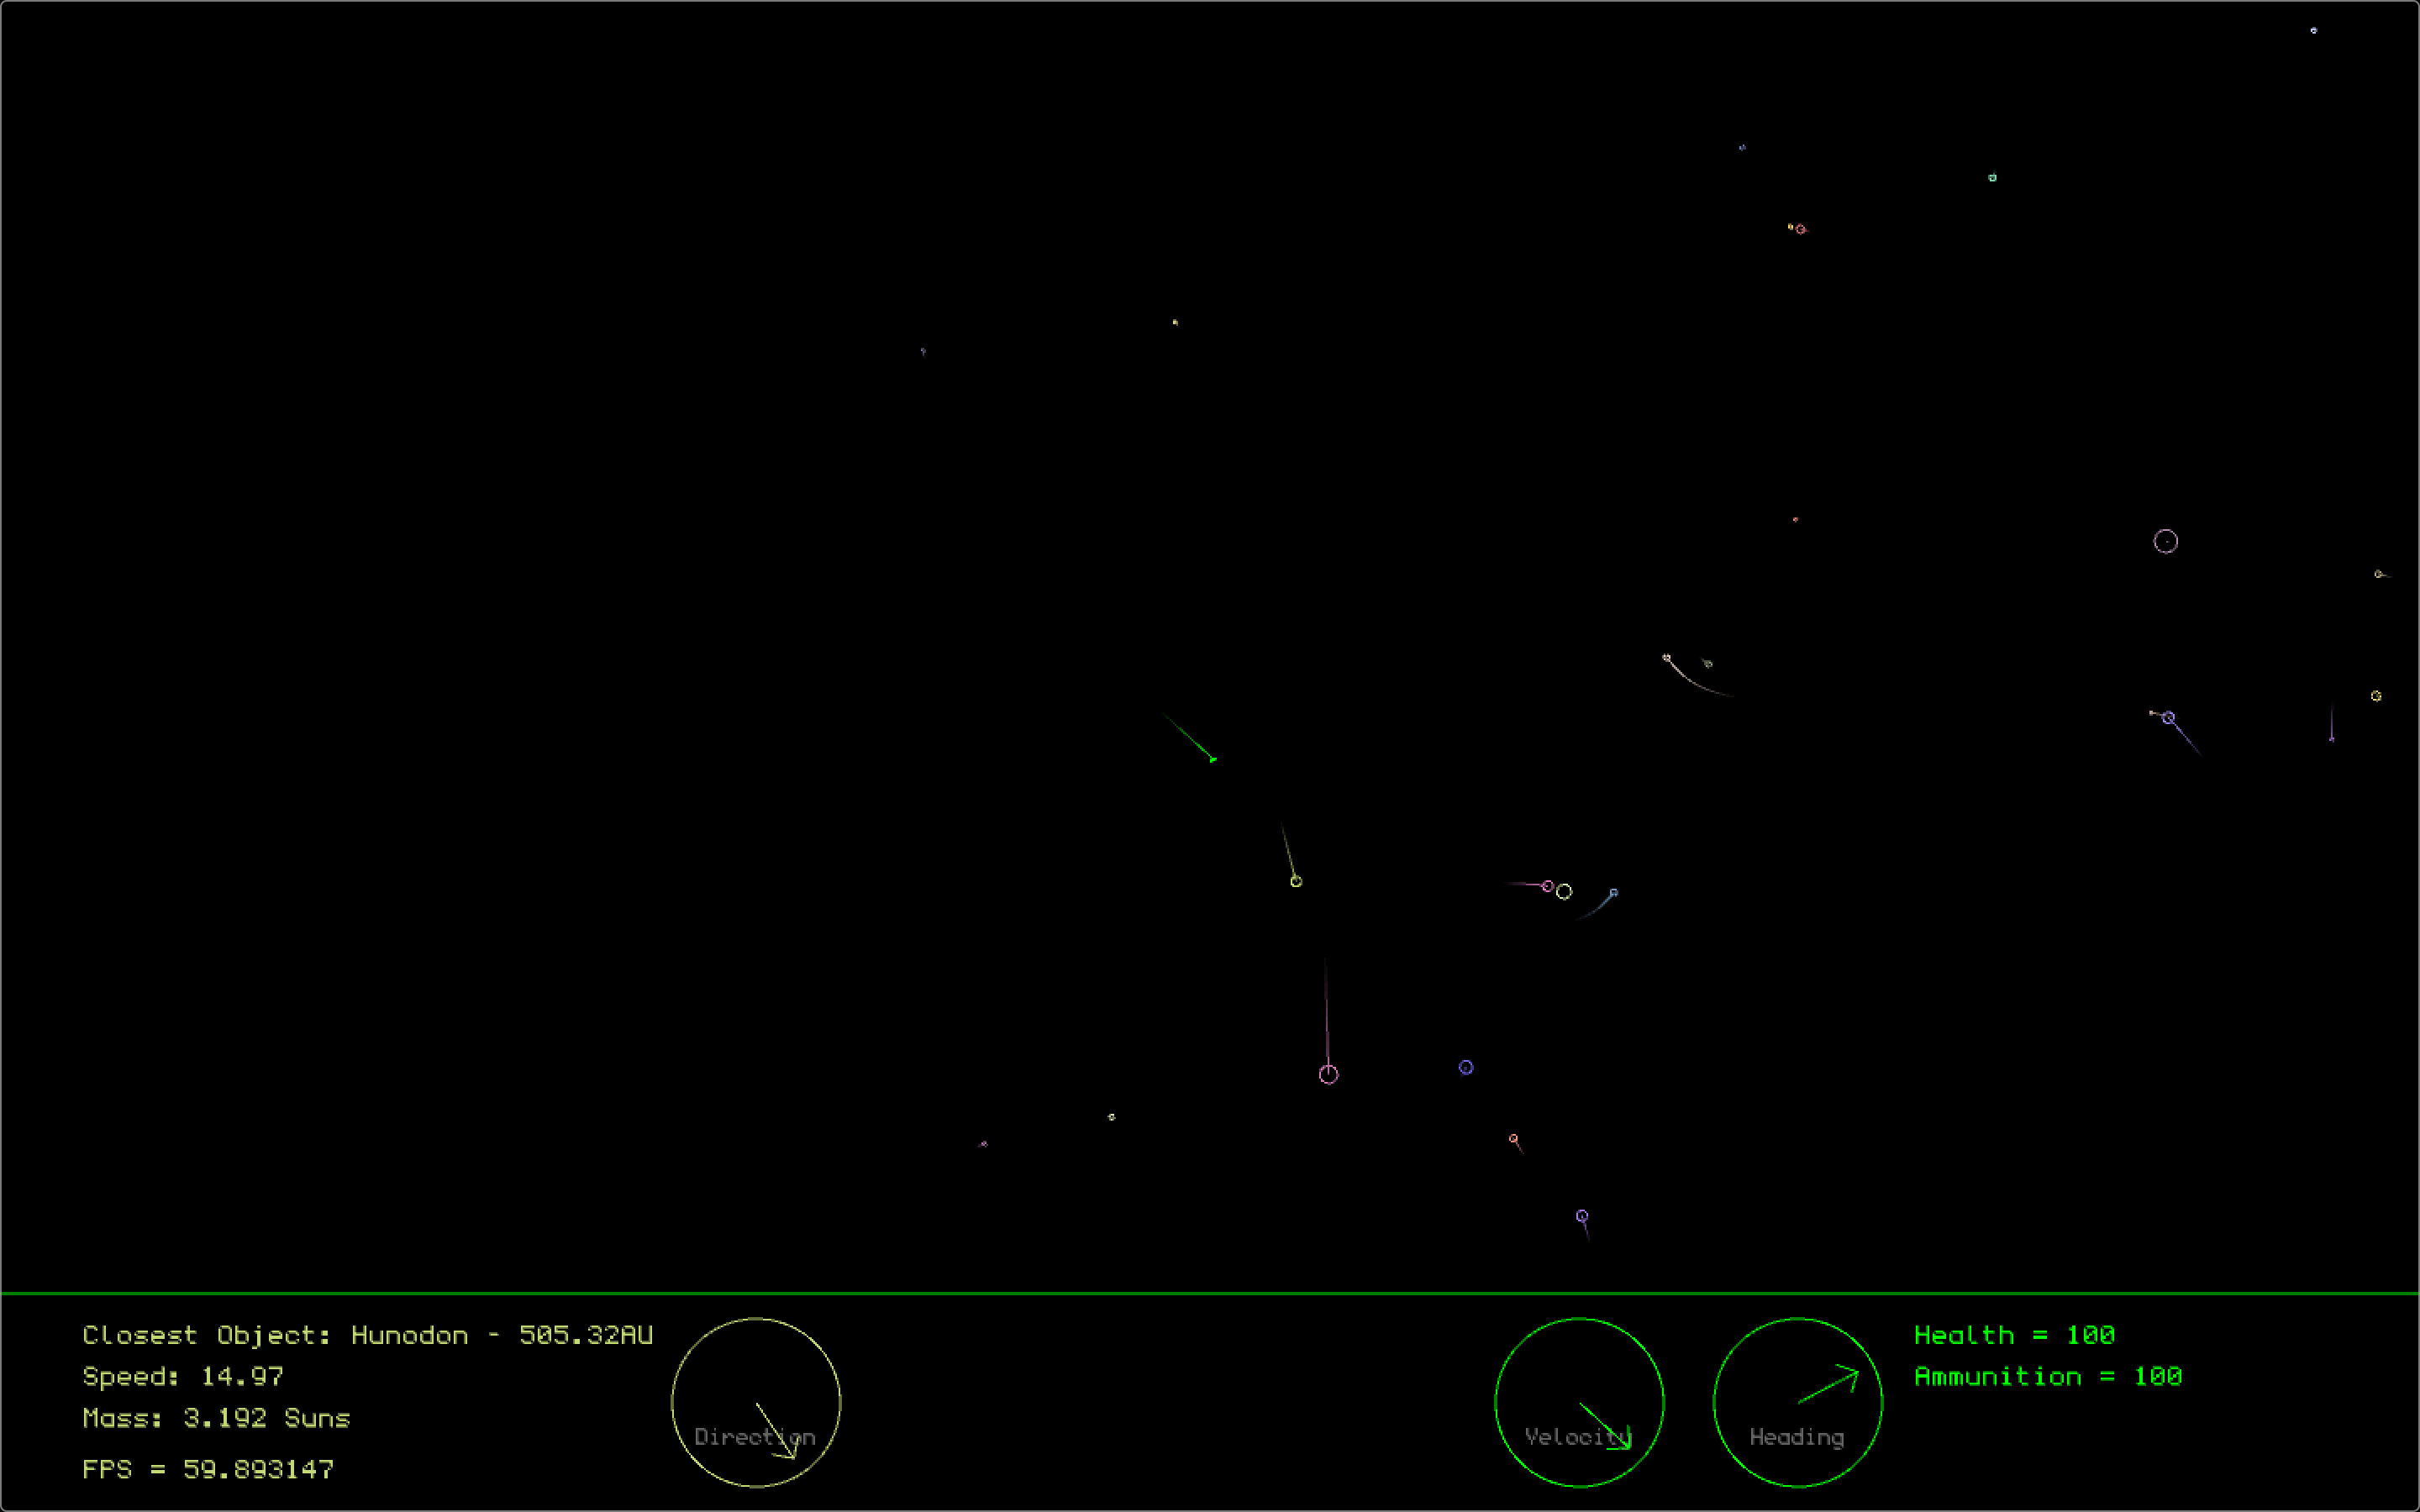 Closest Object: Hunodon - 505.32AU
Speed: 14.97
Mass: 3.192 Suns
FPS = 59.893147
Direction
Velocity
Heading
Health = 100
Ammunition = 100